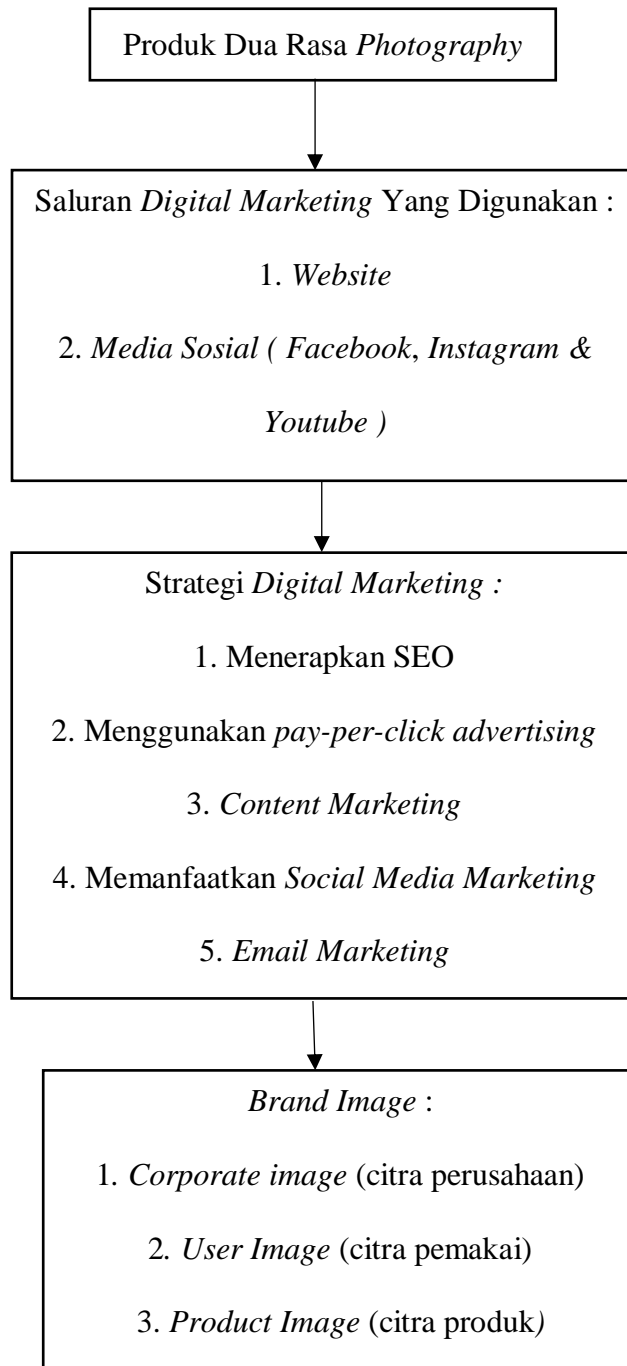 Produk Dua Rasa Photography
Saluran Digital Marketing Yang Digunakan :
1. Website
2. Media Sosial ( Facebook, Instagram &
Youtube )
Strategi Digital Marketing :
1. Menerapkan SEO
2. Menggunakan pay-per-click advertising
3. Content Marketing
4. Memanfaatkan Social Media Marketing
5. Email Marketing
Brand Image :
1. Corporate image (citra perusahaan)
2. User Image (citra pemakai)
3. Product Image (citra produk)